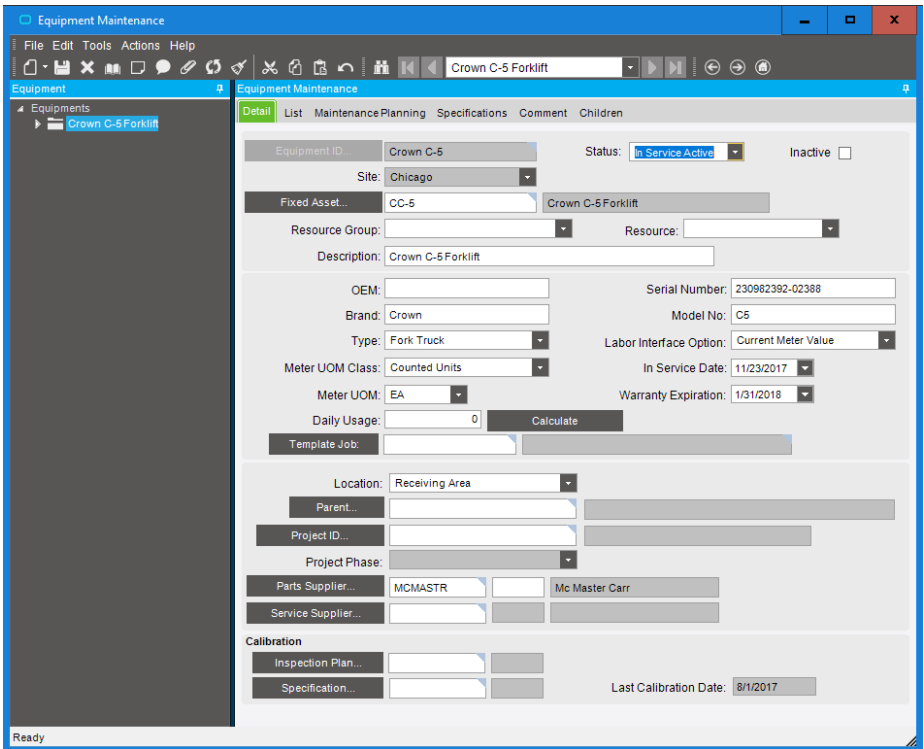 Equipment Maintenance
File Edit Tools Actions Help
Crown C-5 Forklift
Equipment
Equipment Maintenance
Equipments
Crown C-5 Forklift
Detail List Maintenance Planning Specifications Comment Children
Equipment ID... Crown C-5 Status: In Service Active Inactive
Site: Chicago
Fixed Asset... CC-5 Crown C-5 Forklift
Resource Group: Resource:
Description: Crown C-5 Forklift
OEM: Serial Number: 230982392-02388
Brand: Crown Model No: C5
Type: Fork Truck Labor Interface Option: Current Meter Value
Meter UOM Class: Counted Units In Service Date: 11/23/2017
Meter UOM: EA Warranty Expiration: 1/31/2018
Daily Usage: 0 Calculate
Template Job:
Location: Receiving Area
Parent...
Project ID...
Project Phase:
Parts Supplier... MCMASTR Mc Master Carr
Service Supplier...
Calibration
Inspection Plan...
Specification... Last Calibration Date: 8/1/2017
Ready